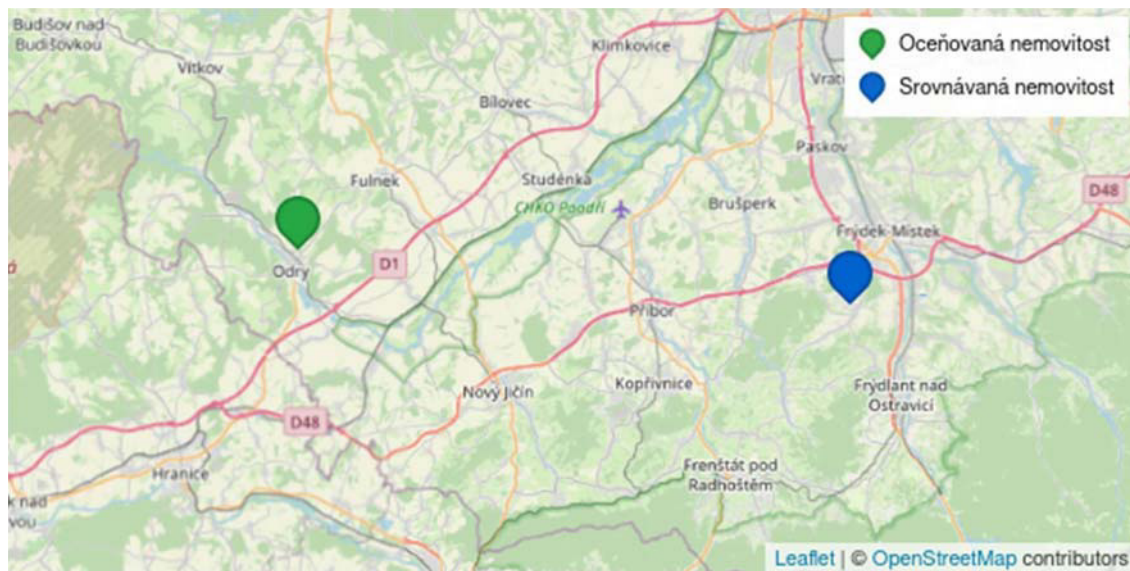 Budišov nad
Budišovkou
Vítkov
Klimkovice
Oceňovaná nemovitost
Srovnávaná nemovitost
Bílovec
Paskov
Fulnek
Studénka
CHKO Poodří
Brušperk
D48
Frýdek-Místek
Odry
D1
Příbor
Nový Jičín
Kopřivnice
Frýdlant nad
Ostravicí
D48
Hranice
Frenštát pod
Radhoštěm
nad
Leaflet | © OpenStreetMap contributors